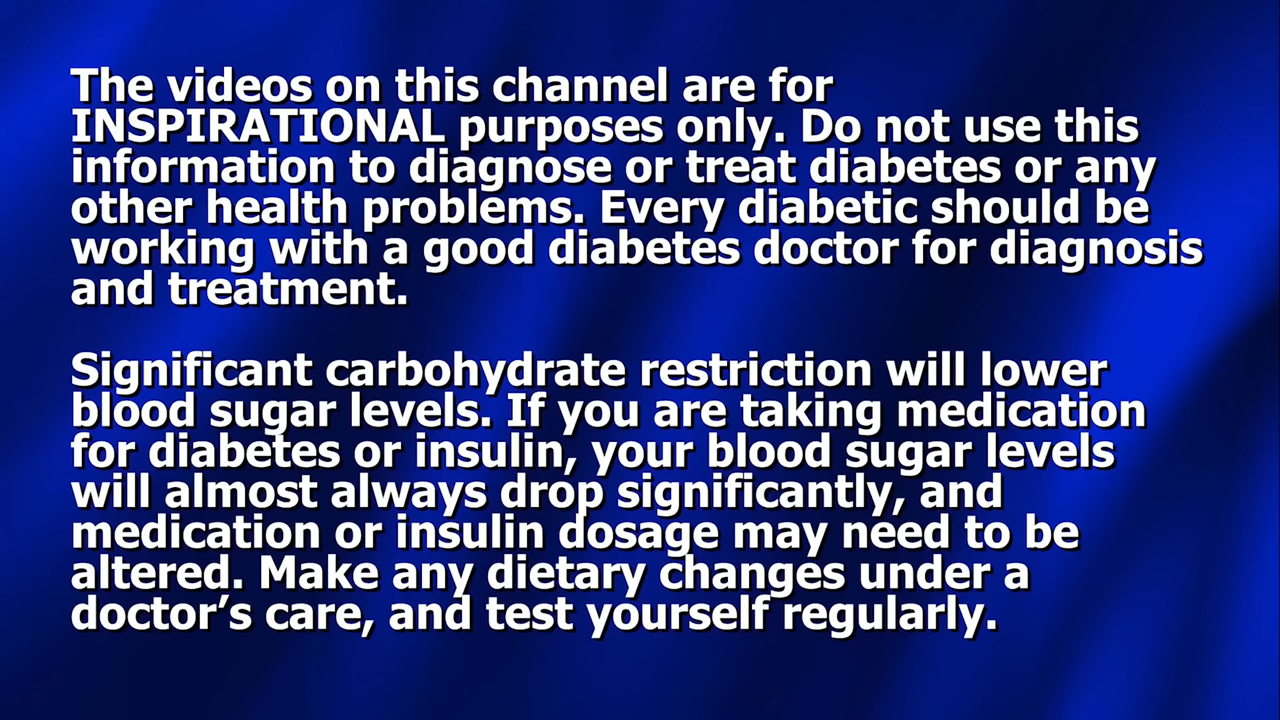 The videos on this channel are for
INSPIRATIONAL purposes only. Do not use this
information to diagnose or treat diabetes or any
other health problems. Every diabetic should be
working with a good diabetes doctor for diagnosis
and treatment.
Significant carbohydrate restriction will lower
blood sugar levels. If you are taking medication
for diabetes or insulin, your blood sugar levels
will almost always drop significantly, and
medication or insulin dosage may need to be
altered. Make any dietary changes under a
doctor’s care, and test yourself regularly.